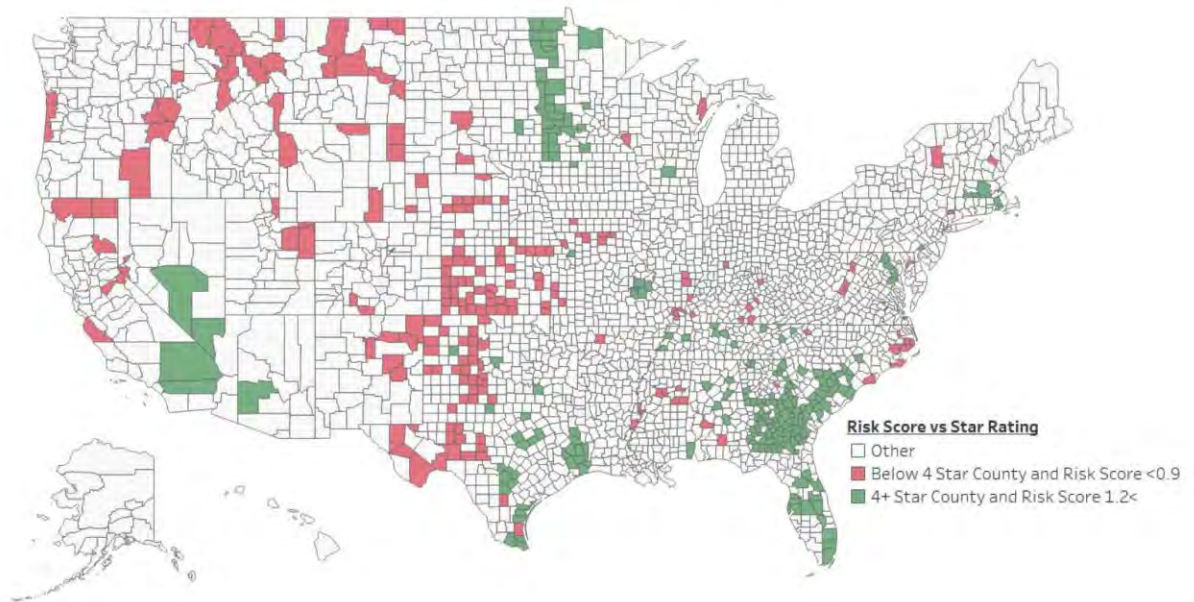 Risk Score vs Star Rating
Other
Below 4 Star County and Risk Score <0.9
4+ Star County and Risk Score 1.2<